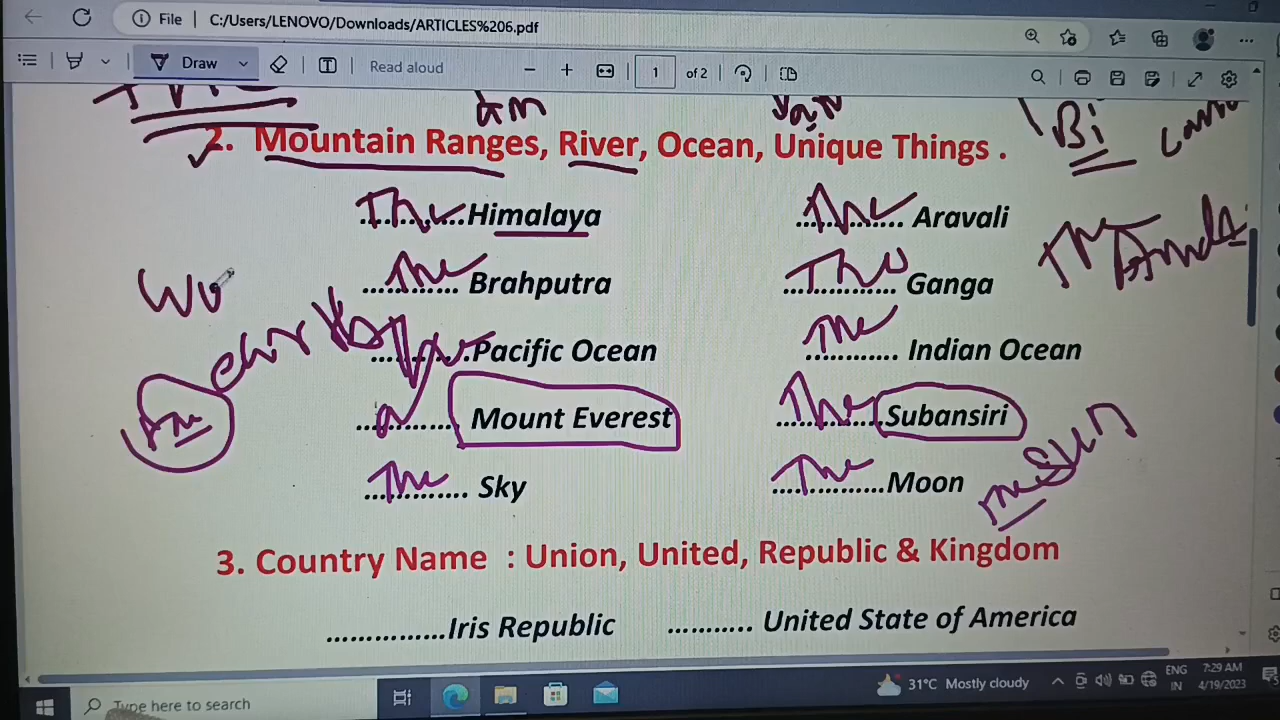 File C:/Users/LENOVO/Downloads/ARTICLES%206.pdf
Draw Read aloud 1 of 2
2. Mountain Ranges, River, Ocean, Unique Things .
The ............Himalaya The ............ Aravali
The ............ Brahputra The ............ Ganga
The ............Pacific Ocean The ............ Indian Ocean
............ Mount Everest The ............Subansiri
The ............ Sky The ............Moon
The Sun
3. Country Name : Union, United, Republic & Kingdom
...............Iris Republic ........... United State of America
Type here to search 31°C Mostly cloudy ENG IN 7:29 AM 4/19/2023